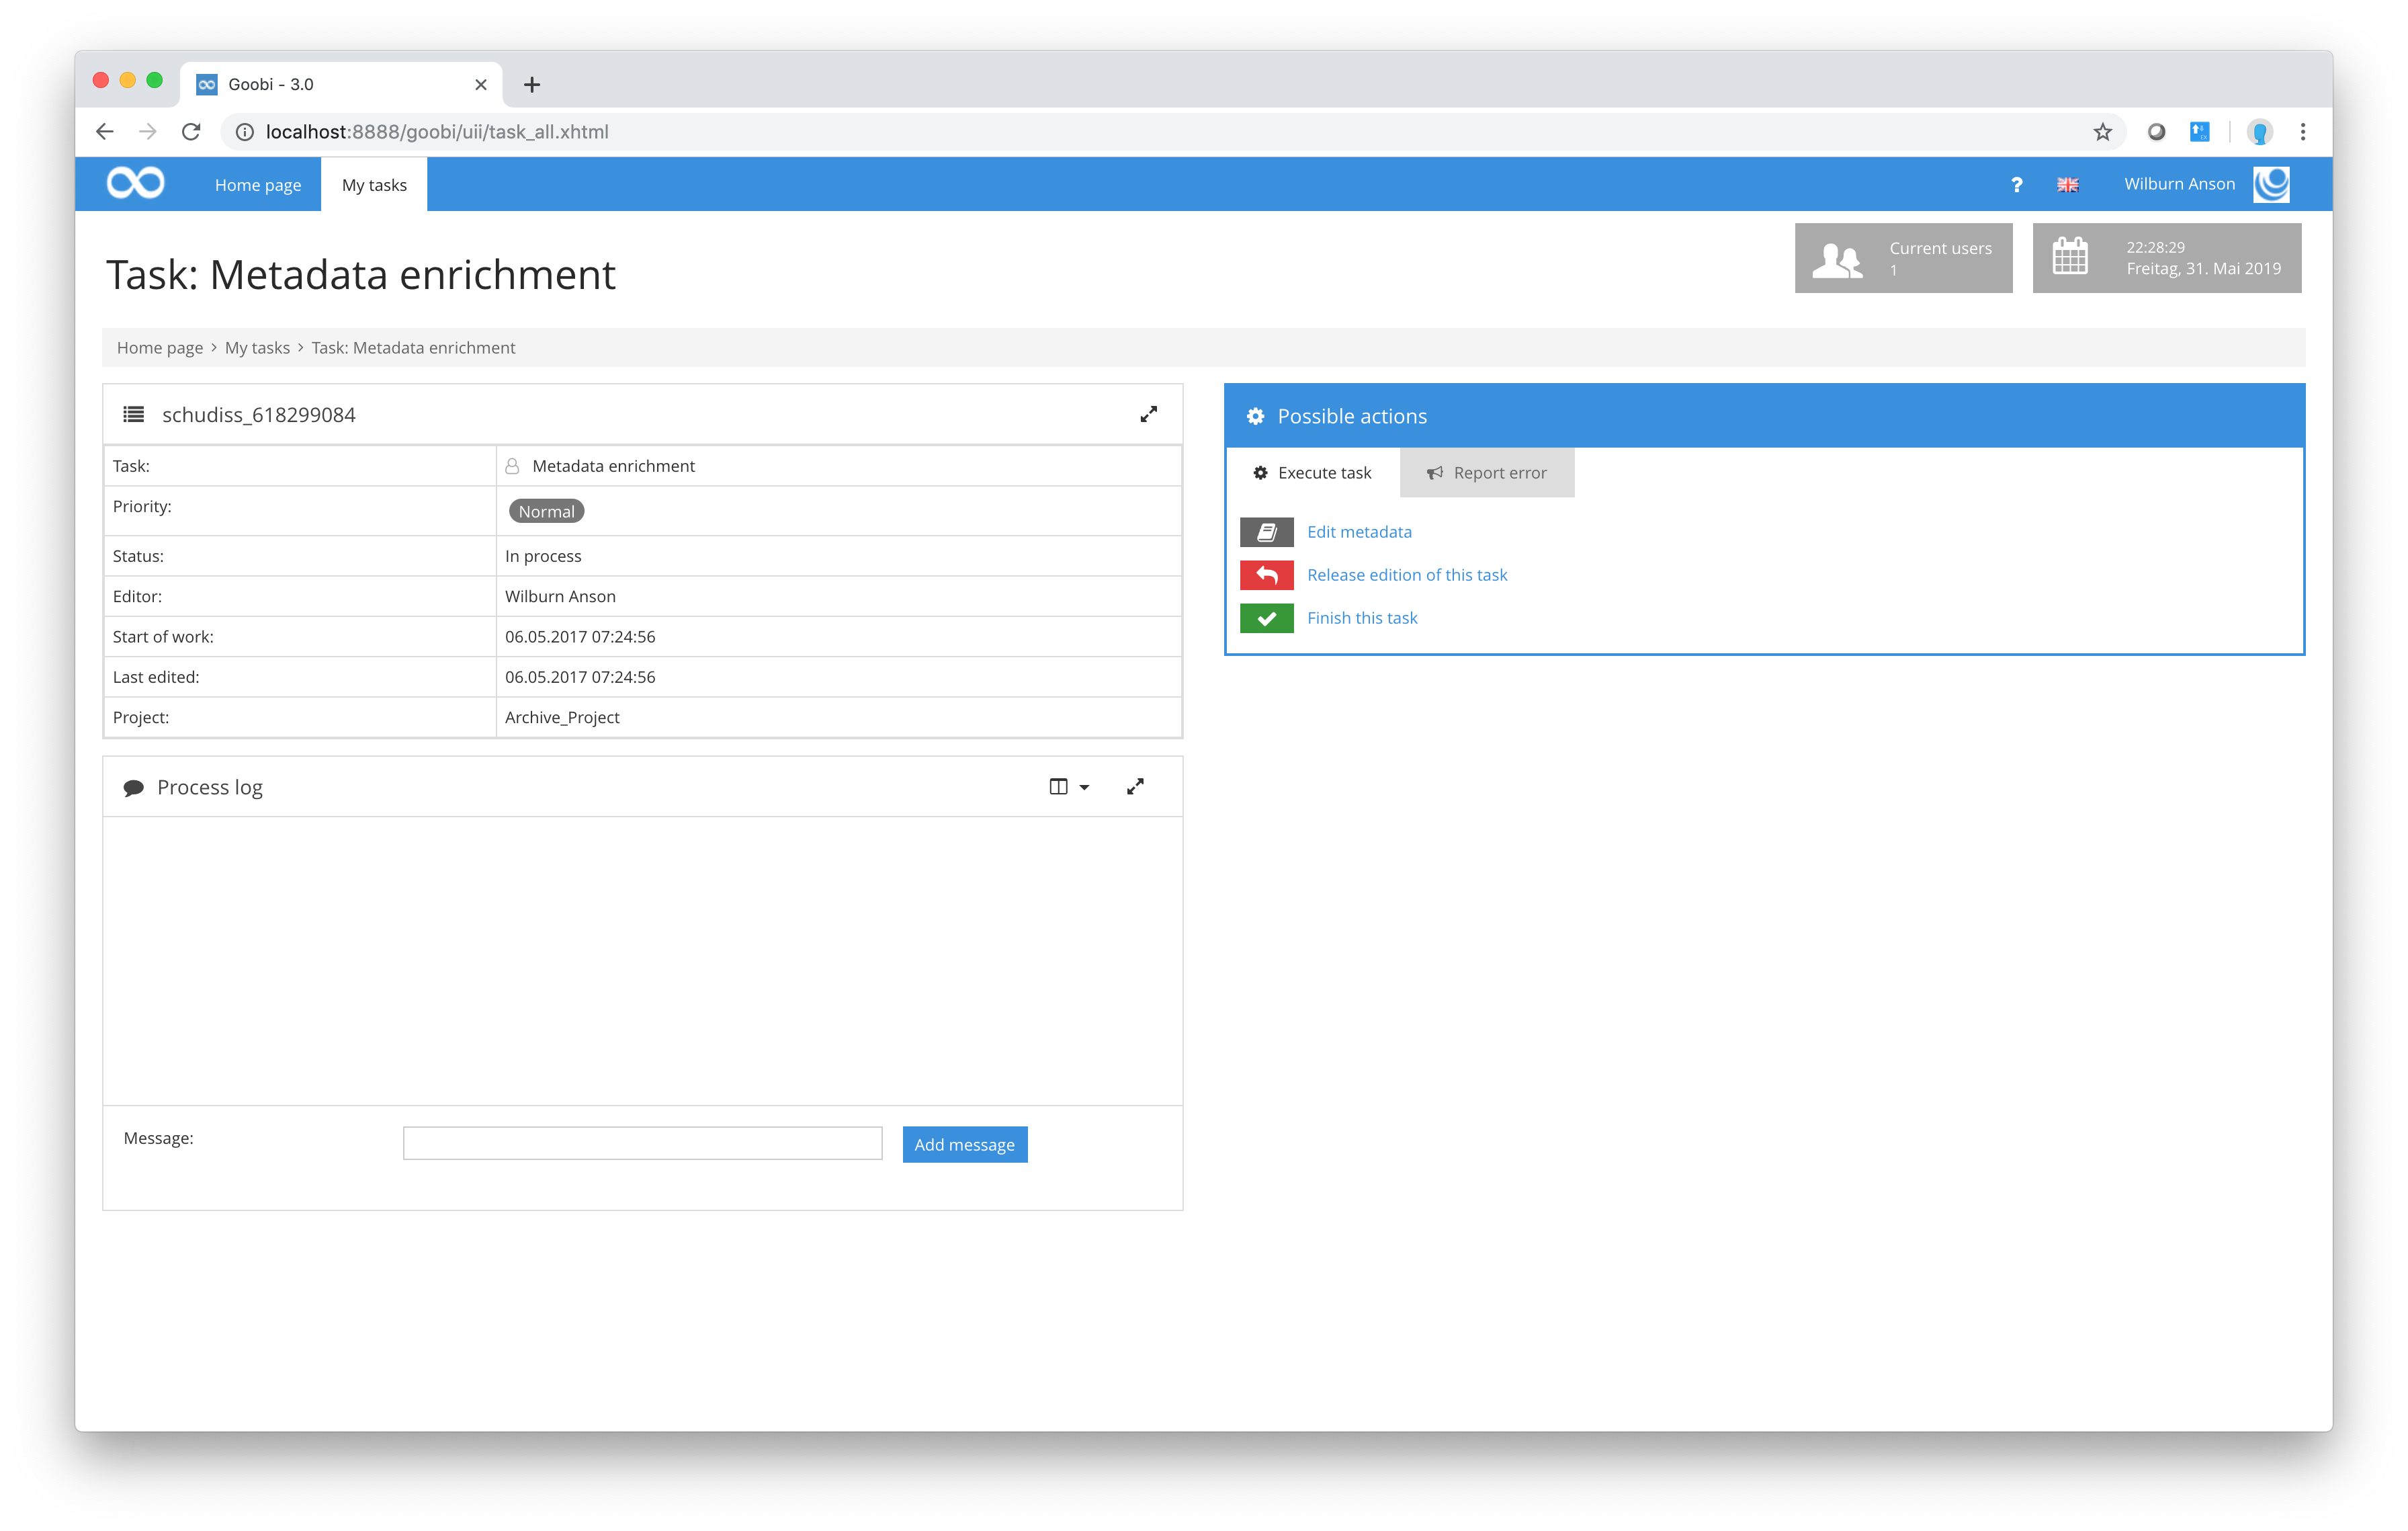 Goobi - 3.0
localhost:8888/goobi/uii/task_all.xhtml
Home page
My tasks
?
Wilburn Anson
Task: Metadata enrichment
Current users
1
22:28:29
Freitag, 31. Mai 2019
Home page > My tasks > Task: Metadata enrichment
schudiss_618299084
Task: Metadata enrichment
Priority: Normal
Status: In process
Editor: Wilburn Anson
Start of work: 06.05.2017 07:24:56
Last edited: 06.05.2017 07:24:56
Project: Archive_Project
Possible actions
Execute task
Report error
Edit metadata
Release edition of this task
Finish this task
Process log
Message:
Add message